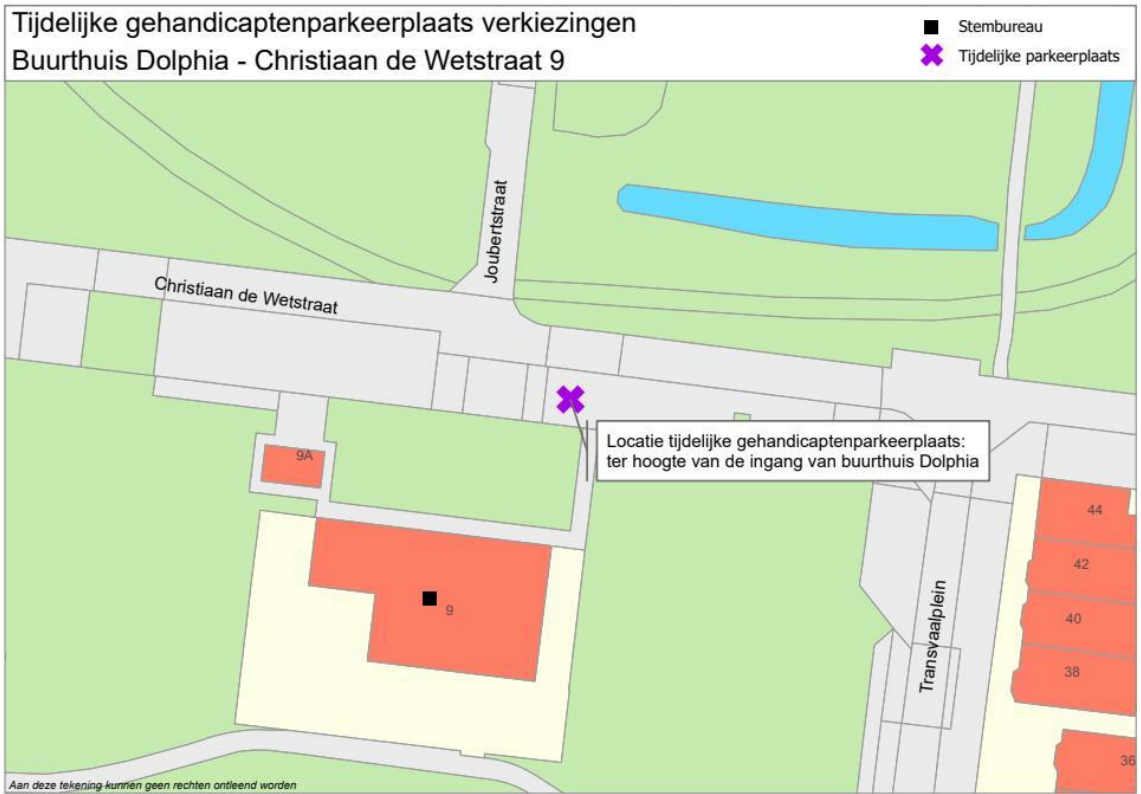 Tijdelijke gehandicaptenparkeerplaats verkiezingen
Buurthuis Dolphia - Christiaan de Wetstraat 9
Stembureau
Tijdelijke parkeerplaats
Joubertstraat
Christiaan de Wetstraat
Locatie tijdelijke gehandicaptenparkeerplaats:
ter hoogte van de ingang van buurthuis Dolphia
9A
44
42
9
40
Transvaalplein
38
36
Aan deze tekening kunnen geen rechten ontleend worden